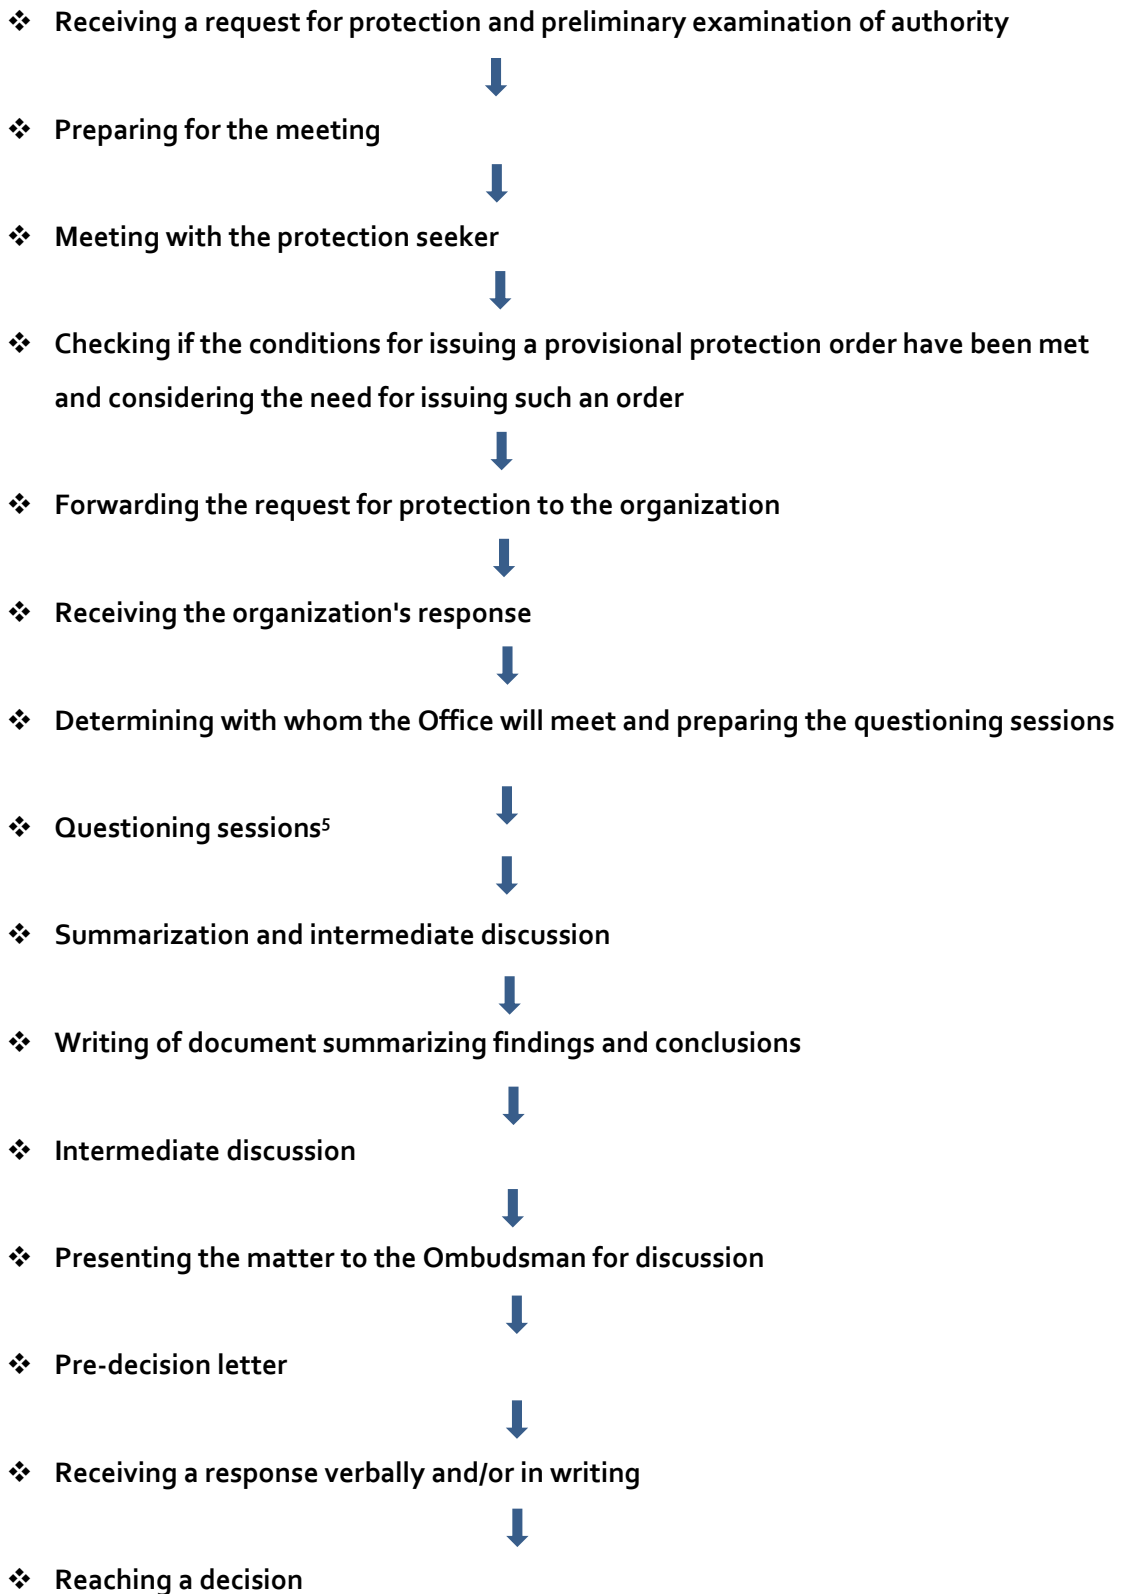 ❖ Receiving a request for protection and preliminary examination of authority
❖ Preparing for the meeting
❖ Meeting with the protection seeker
❖ Checking if the conditions for issuing a provisional protection order have been met
and considering the need for issuing such an order
❖ Forwarding the request for protection to the organization
❖ Receiving the organization's response
❖ Determining with whom the Office will meet and preparing the questioning sessions
❖ Questioning sessions⁵
❖ Summarization and intermediate discussion
❖ Writing of document summarizing findings and conclusions
❖ Intermediate discussion
❖ Presenting the matter to the Ombudsman for discussion
❖ Pre-decision letter
❖ Receiving a response verbally and/or in writing
❖ Reaching a decision